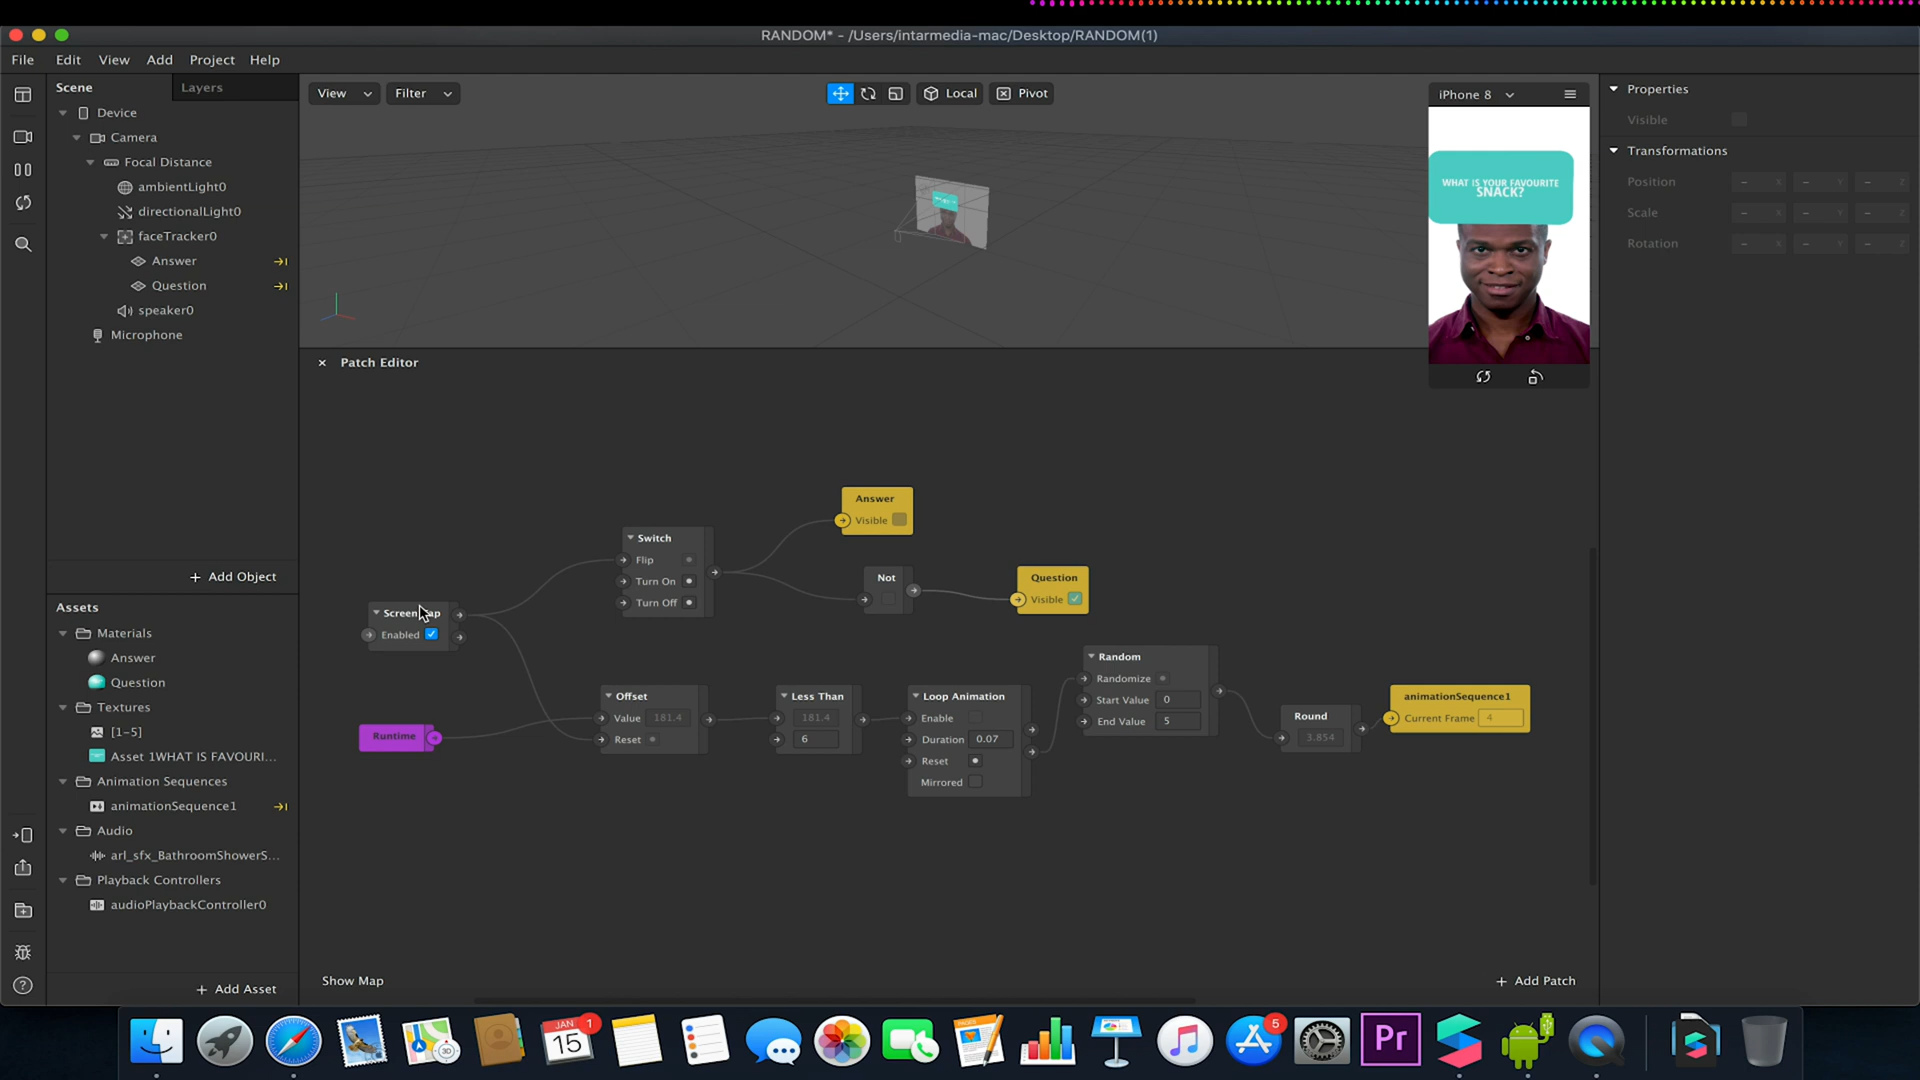 RANDOM* - /Users/intarmedia-mac/Desktop/RANDOM(1)
File Edit View Add Project Help
Scene Layers
Device
Camera
Focal Distance
ambientLight0
directionalLight0
faceTracker0
Answer
Question
speaker0
Microphone
+ Add Object
Assets
Materials
Answer
Question
Textures
[1-5]
Asset 1WHAT IS FAVOURI...
Animation Sequences
animationSequence1
Audio
arl_sfx_BathroomShowerS...
Playback Controllers
audioPlaybackController0
+ Add Asset
View Filter Local Pivot
iPhone 8
WHAT IS YOUR FAVOURITE
SNACK?
Properties
Visible
Transformations
Position – X – Y – Z
Scale – X – Y – Z
Rotation – X – Y – Z
× Patch Editor
Answer
Visible
Switch
Flip
Turn On
Turn Off
Not
Question
Visible
Enabled
Runtime
Offset
Value 181.4
Reset
Less Than
181.4
6
Loop Animation
Enable
Duration 0.07
Reset
Mirrored
Random
Randomize
Start Value 0
End Value 5
Round
3.854
animationSequence1
Current Frame 4
Show Map
+ Add Patch
JAN 1
15
5
Pr